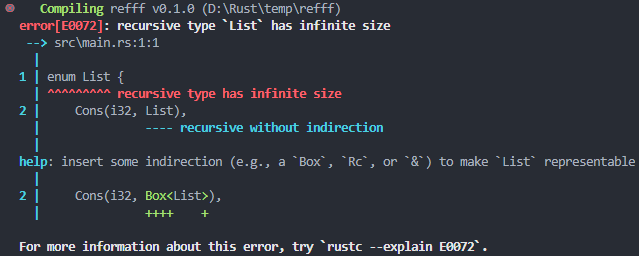 Compiling refff v0.1.0 (D:\Rust\temp\refff)
error[E0072]: recursive type `List` has infinite size
 --> src\main.rs:1:1
  |
1 | enum List {
  | ^^^^^^^^^ recursive type has infinite size
2 |     Cons(i32, List),
  |               ---- recursive without indirection
  |
help: insert some indirection (e.g., a `Box`, `Rc`, or `&`) to make `List` representable
  |
2 |     Cons(i32, Box<List>),
  |               ++++    +
For more information about this error, try `rustc --explain E0072`.